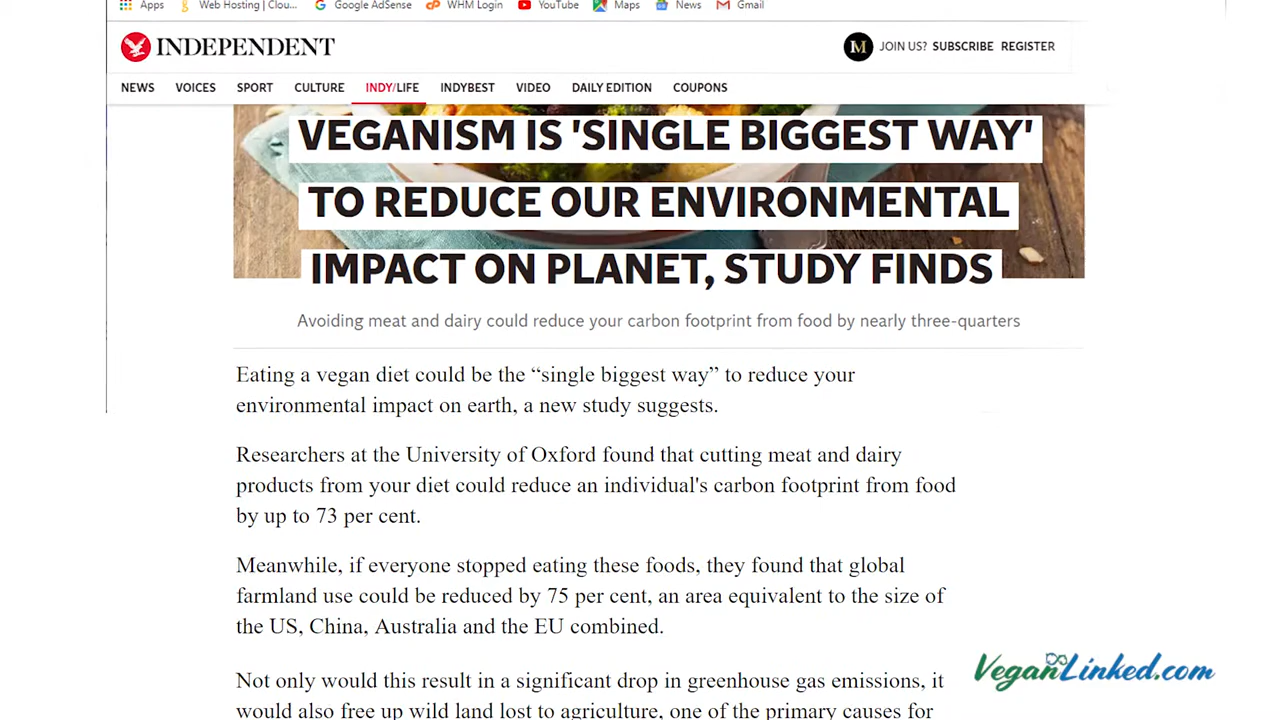 Apps Web Hosting | Clou... Google AdSense WHM Login YouTube Maps News Gmail
INDEPENDENT
M JOIN US? SUBSCRIBE REGISTER
NEWS VOICES SPORT CULTURE INDY/LIFE INDYBEST VIDEO DAILY EDITION COUPONS
VEGANISM IS 'SINGLE BIGGEST WAY'
TO REDUCE OUR ENVIRONMENTAL
IMPACT ON PLANET, STUDY FINDS
Avoiding meat and dairy could reduce your carbon footprint from food by nearly three-quarters
Eating a vegan diet could be the “single biggest way” to reduce your
environmental impact on earth, a new study suggests.
Researchers at the University of Oxford found that cutting meat and dairy
products from your diet could reduce an individual's carbon footprint from food
by up to 73 per cent.
Meanwhile, if everyone stopped eating these foods, they found that global
farmland use could be reduced by 75 per cent, an area equivalent to the size of
the US, China, Australia and the EU combined.
Not only would this result in a significant drop in greenhouse gas emissions, it
would also free up wild land lost to agriculture, one of the primary causes for
VeganLinked.com